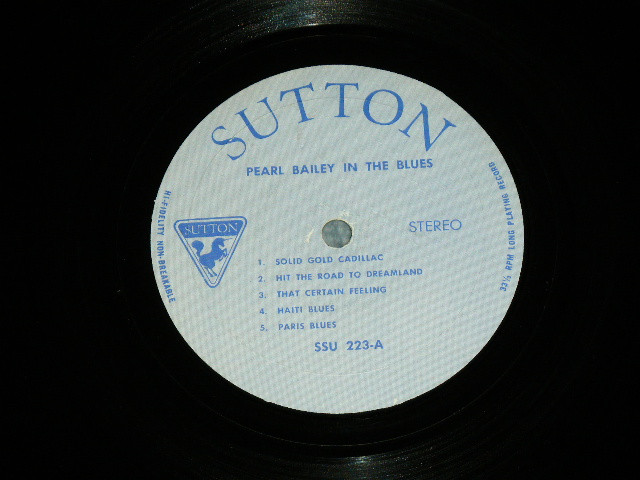 SUTTON
PEARL BAILEY IN THE BLUES
HI-FIDELITY NON-BREAKABLE
SUTTON
STEREO
33⅓ RPM LONG PLAYING RECORD
1. SOLID GOLD CADILLAC
2. HIT THE ROAD TO DREAMLAND
3. THAT CERTAIN FEELING
4. HAITI BLUES
5. PARIS BLUES
SSU 223-A